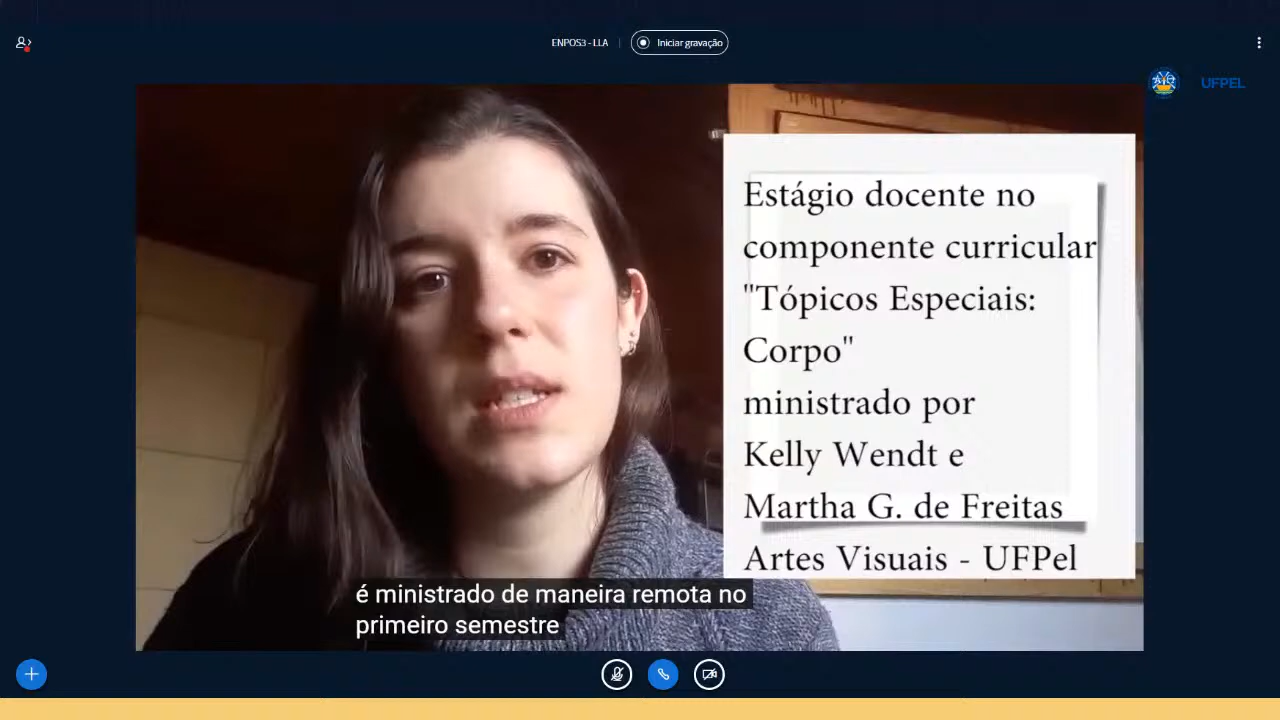 ENPOS3 - LLA
Iniciar gravação
UFPEL
Estágio docente no
componente curricular
"Tópicos Especiais:
Corpo"
ministrado por
Kelly Wendt e
Martha G. de Freitas
Artes Visuais - UFPel
é ministrado de maneira remota no
primeiro semestre